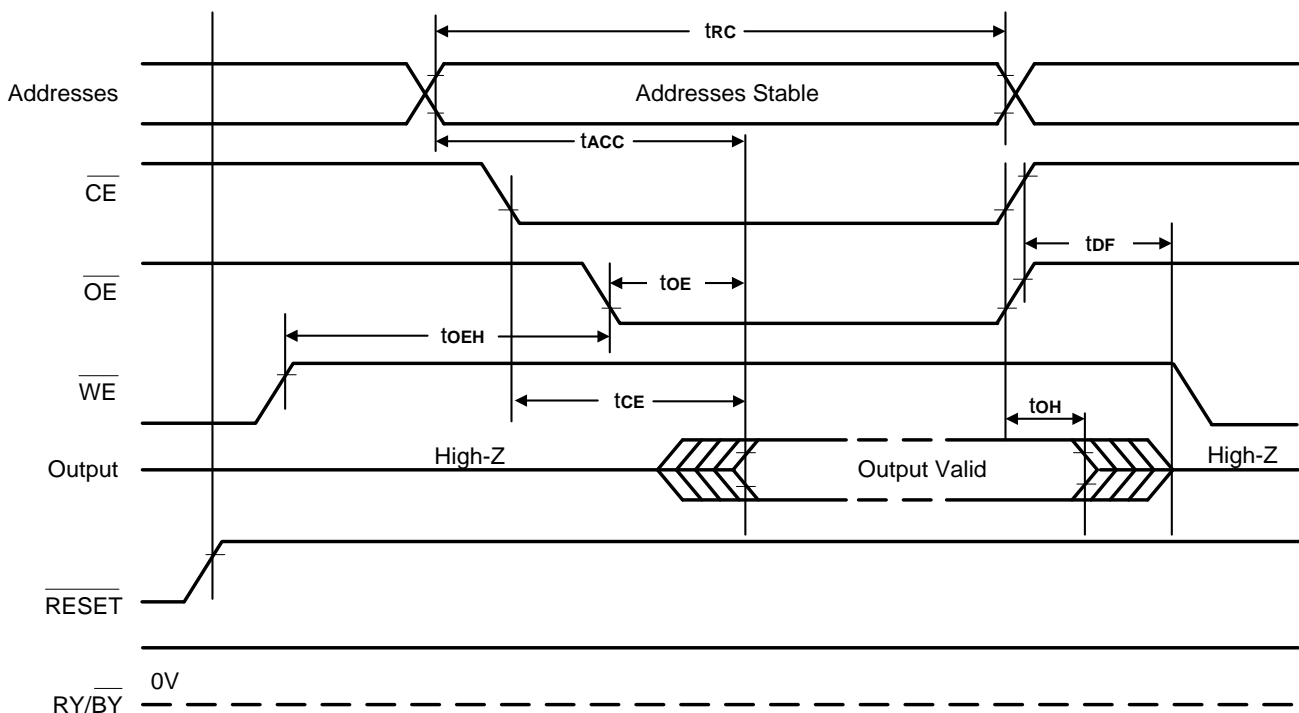 tRC
Addresses
Addresses Stable
tACC
CE
tDF
OE
tOE
tOEH
WE
tCE
tOH
High-Z
Output
Output Valid
High-Z
RESET
0V
RY/BY